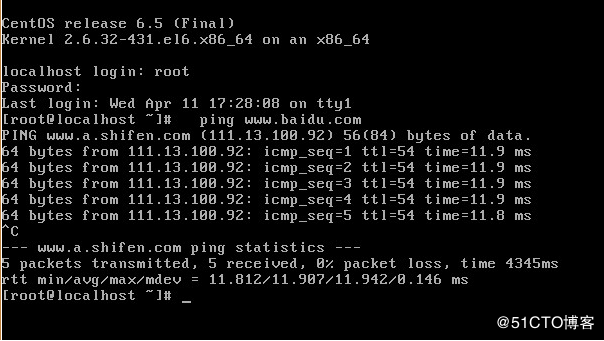 CentOS release 6.5 (Final)
Kernel 2.6.32-431.el6.x86_64 on an x86_64
localhost login: root
Password:
Last login: Wed Apr 11 17:28:08 on tty1
[root@localhost ~]#   ping www.baidu.com
PING www.a.shifen.com (111.13.100.92) 56(84) bytes of data.
64 bytes from 111.13.100.92: icmp_seq=1 ttl=54 time=11.9 ms
64 bytes from 111.13.100.92: icmp_seq=2 ttl=54 time=11.9 ms
64 bytes from 111.13.100.92: icmp_seq=3 ttl=54 time=11.9 ms
64 bytes from 111.13.100.92: icmp_seq=4 ttl=54 time=11.9 ms
64 bytes from 111.13.100.92: icmp_seq=5 ttl=54 time=11.8 ms
^C
--- www.a.shifen.com ping statistics ---
5 packets transmitted, 5 received, 0% packet loss, time 4345ms
rtt min/avg/max/mdev = 11.812/11.907/11.942/0.146 ms
[root@localhost ~]# _
@51CTO博客